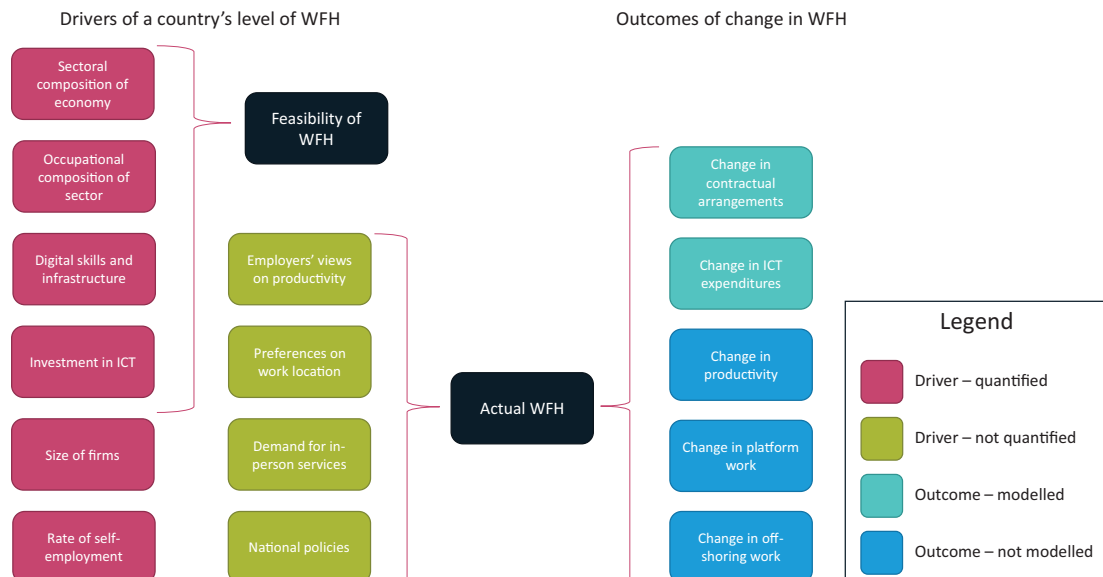 Drivers of a country’s level of WFH
Outcomes of change in WFH
Sectoral
composition of
economy
Occupational
composition of
sector
Digital skills and
infrastructure
Investment in ICT
Size of firms
Rate of self-
employment
Feasibility of
WFH
Employers’ views
on productivity
Preferences on
work location
Demand for in-
person services
National policies
Actual WFH
Change in
contractual
arrangements
Change in ICT
expenditures
Change in
productivity
Change in platform
work
Change in off-
shoring work
Legend
Driver – quantified
Driver – not quantified
Outcome – modelled
Outcome – not modelled